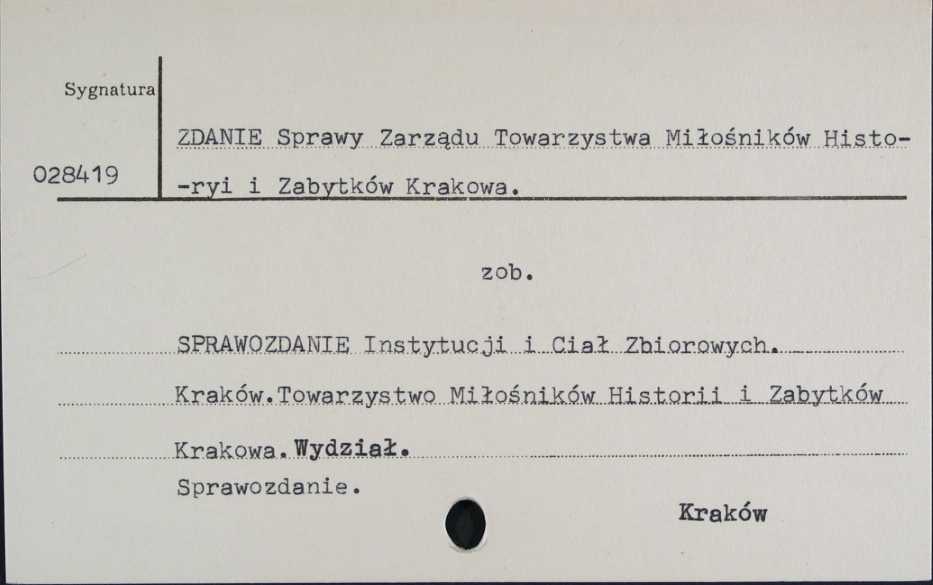 Sygnatura
ZDANIE Sprawy Zarządu Towarzystwa Miłośników Histo-
028419
-ryi i Zabytków Krakowa.
zob.
SPRAWOZDANIE Instytucji i Ciał Zbiorowych.
Kraków.Towarzystwo Miłośników Historii i Zabytków
Krakowa. Wydział.
Sprawozdanie.
Kraków